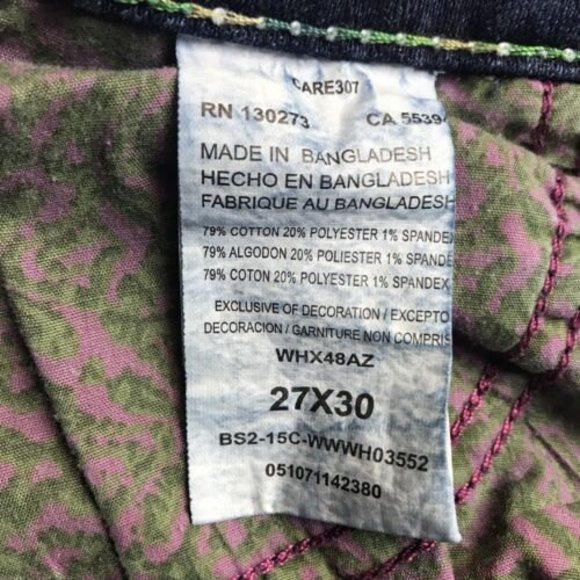 CARE307
RN 130273 CA 5539
MADE IN BANGLADESH
HECHO EN BANGLADESH
FABRIQUE AU BANGLADESH
79% COTTON 20% POLYESTER 1% SPANDEX
79% ALGODON 20% POLIESTER 1% SPANDE
79% COTON 20% POLYESTER 1% SPANDEX
EXCLUSIVE OF DECORATION / EXCEPTO
DECORACION / GARNITURE NON COMPRIS
WHX48AZ
27X30
BS2-15C-WWWH03552
051071142380